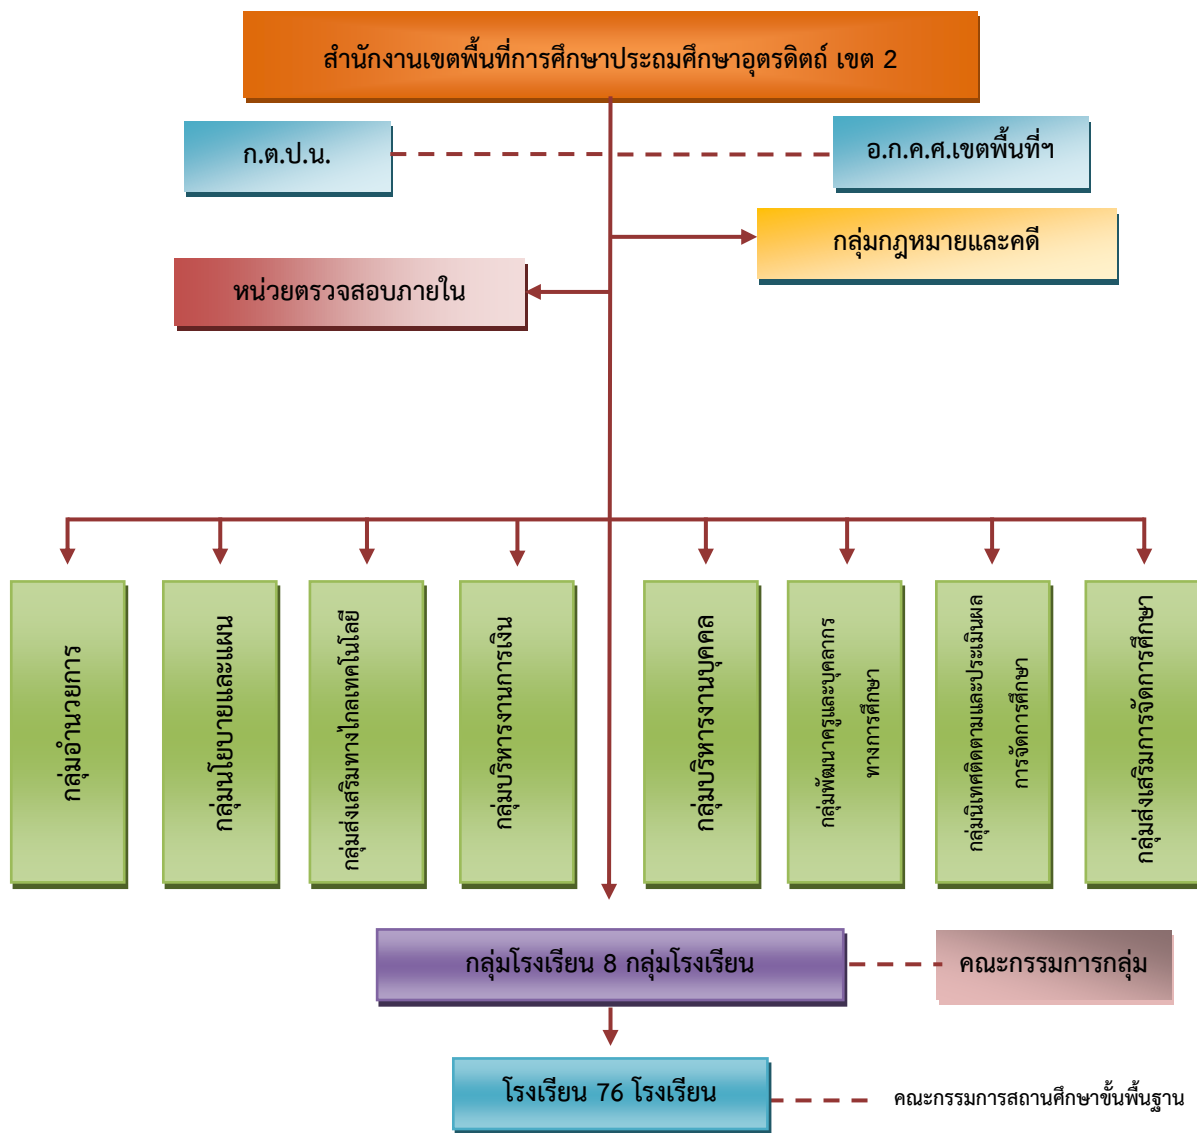 สำนักงานเขตพื้นที่การศึกษาประถมศึกษาอุตรดิตถ์ เขต 2
ก.ต.ป.น.
อ.ก.ค.ศ.เขตพื้นที่ฯ
กลุ่มกฎหมายและคดี
หน่วยตรวจสอบภายใน
กลุ่มอำนวยการ
กลุ่มนโยบายและแผน
กลุ่มส่งเสริมทางไกลเทคโนโลยี
กลุ่มบริหารงานการเงิน
กลุ่มบริหารงานบุคคล
กลุ่มพัฒนาครูและบุคลากร
ทางการศึกษา
กลุ่มนิเทศติดตามและประเมินผล
การจัดการศึกษา
กลุ่มส่งเสริมการจัดการศึกษา
กลุ่มโรงเรียน 8 กลุ่มโรงเรียน
คณะกรรมการกลุ่ม
โรงเรียน 76 โรงเรียน
คณะกรรมการสถานศึกษาขั้นพื้นฐาน